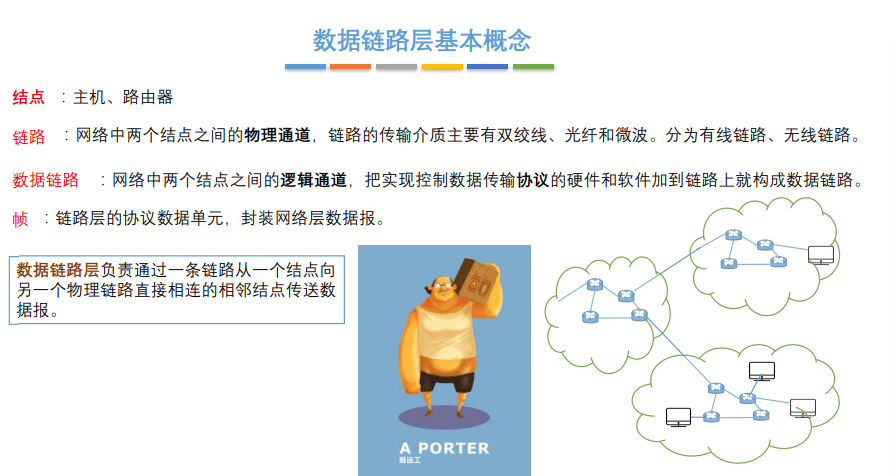 数据链路层基本概念
结点：主机、路由器
链路：网络中两个结点之间的物理通道，链路的传输介质主要有双绞线、光纤和微波。分为有线链路、无线链路。
数据链路：网络中两个结点之间的逻辑通道，把实现控制数据传输协议的硬件和软件加到链路上就构成数据链路。
帧：链路层的协议数据单元，封装网络层数据报。
数据链路层负责通过一条链路从一个结点向
另一个物理链路直接相连的相邻结点传送数
据报。
A PORTER
搬运工